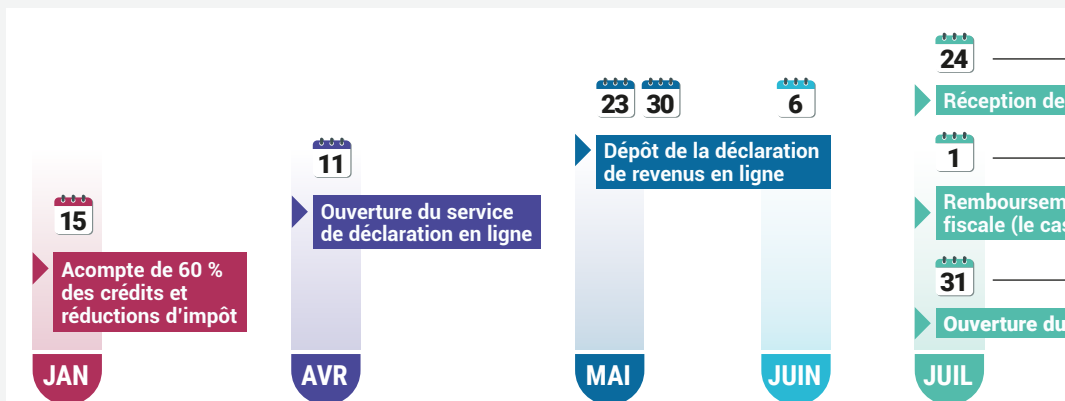 15
Acompte de 60 %
des crédits et
réductions d'impôt
JAN
11
Ouverture du service
de déclaration en ligne
AVR
23 30
6
Dépôt de la déclaration
de revenus en ligne
MAI
JUIN
24
Réception de
1
Remboursem
fiscale (le cas
31
Ouverture du
JUIL